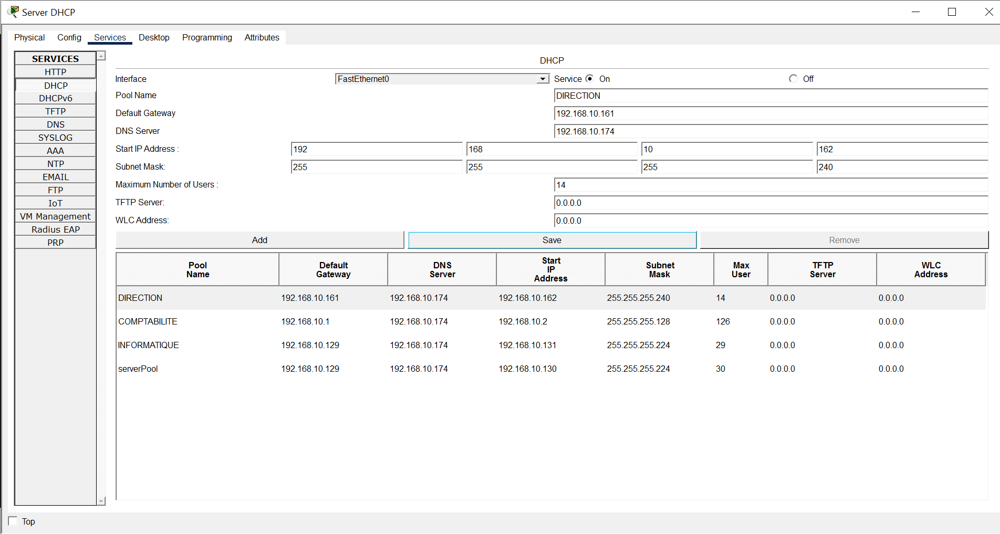 Server DHCP
Physical Config Services Desktop Programming Attributes
SERVICES
HTTP
DHCP
DHCPv6
TFTP
DNS
SYSLOG
AAA
NTP
EMAIL
FTP
IoT
VM Management
Radius EAP
PRP
DHCP
Interface FastEthernet0 Service On Off
Pool Name DIRECTION
Default Gateway 192.168.10.161
DNS Server 192.168.10.174
Start IP Address : 192 168 10 162
Subnet Mask: 255 255 255 240
Maximum Number of Users : 14
TFTP Server: 0.0.0.0
WLC Address: 0.0.0.0
Add Save Remove
Pool Name Default Gateway DNS Server Start IP Address Subnet Mask Max User TFTP Server WLC Address
DIRECTION 192.168.10.161 192.168.10.174 192.168.10.162 255.255.255.240 14 0.0.0.0 0.0.0.0
COMPTABILITE 192.168.10.1 192.168.10.174 192.168.10.2 255.255.255.128 126 0.0.0.0 0.0.0.0
INFORMATIQUE 192.168.10.129 192.168.10.174 192.168.10.131 255.255.255.224 29 0.0.0.0 0.0.0.0
serverPool 192.168.10.129 192.168.10.174 192.168.10.130 255.255.255.224 30 0.0.0.0 0.0.0.0
Top